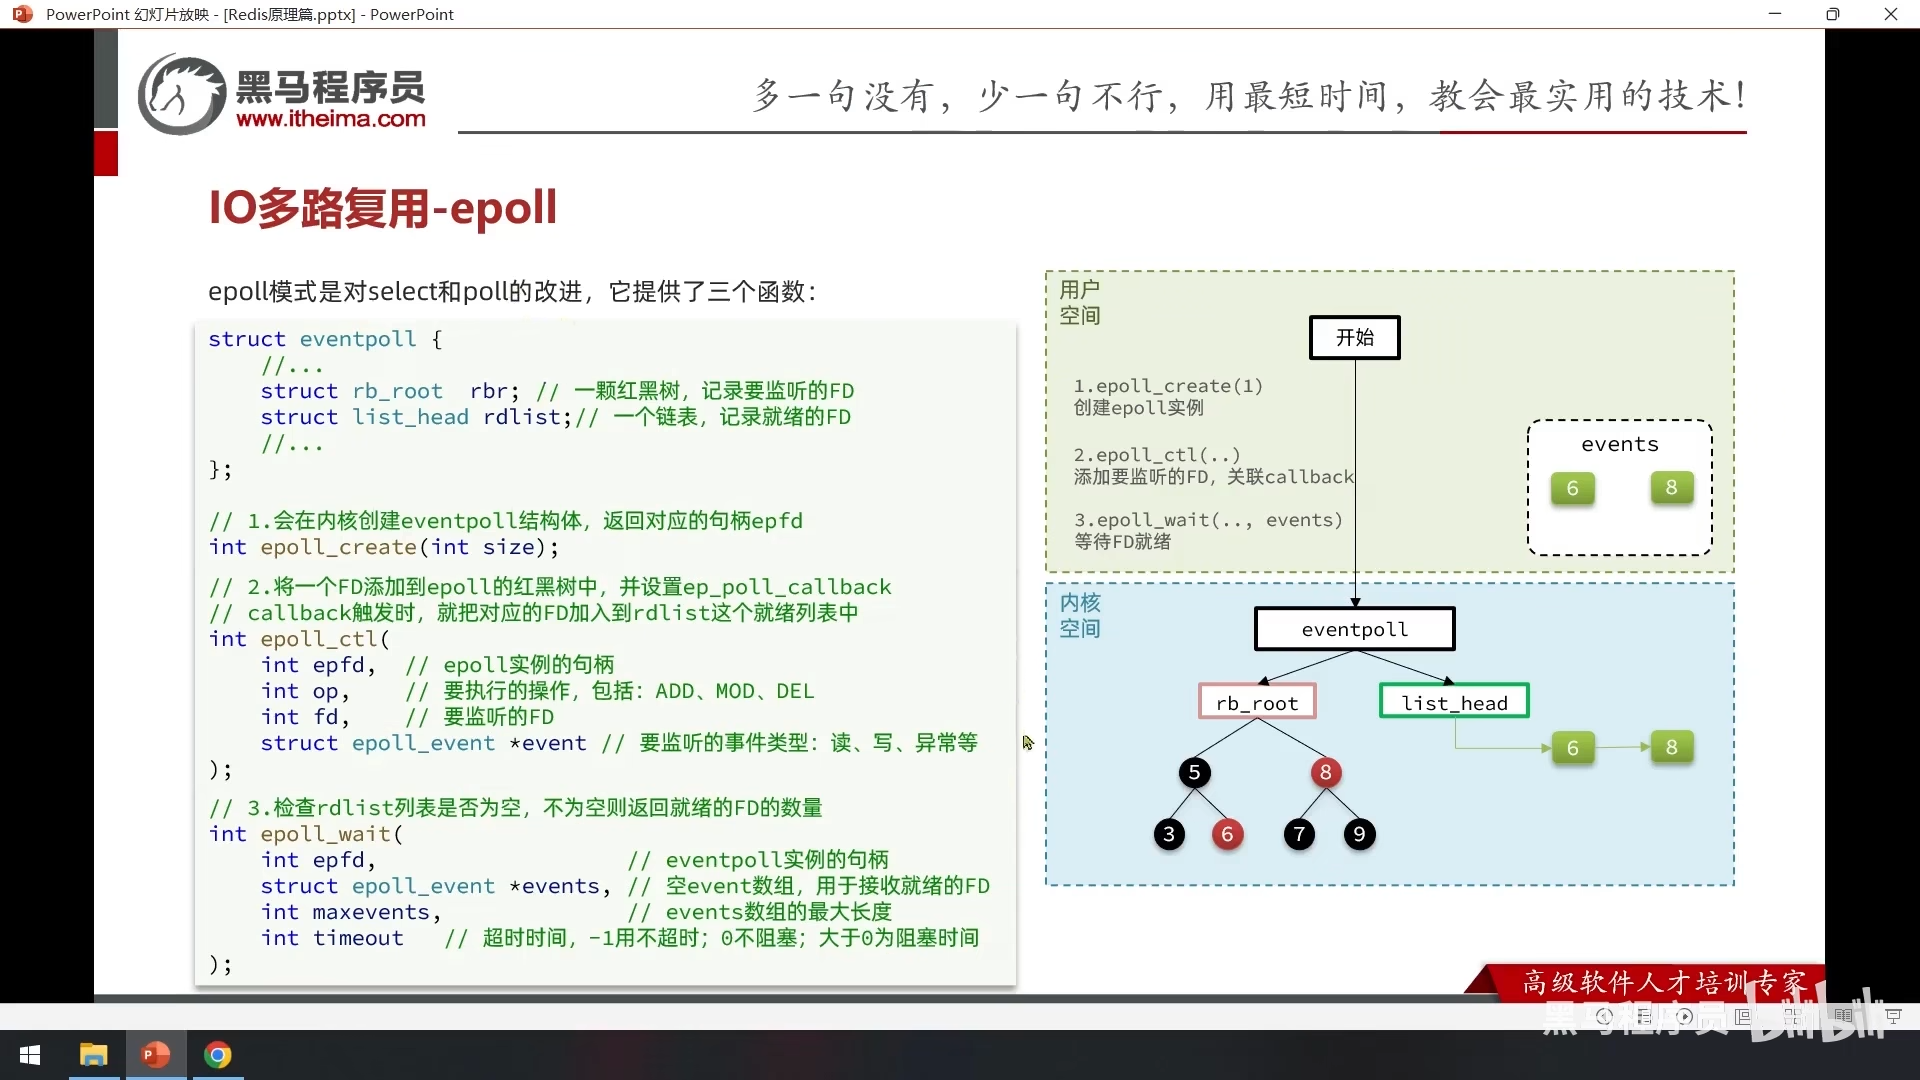 PowerPoint 幻灯片放映 - [Redis原理篇.pptx] - PowerPoint
黑马程序员
www.itheima.com
多一句没有，少一句不行，用最短时间，教会最实用的技术！
IO多路复用-epoll
epoll模式是对select和poll的改进，它提供了三个函数：
struct eventpoll {
    //...
    struct rb_root  rbr; // 一颗红黑树，记录要监听的FD
    struct list_head rdlist;// 一个链表，记录就绪的FD
    //...
};
// 1.会在内核创建eventpoll结构体，返回对应的句柄epfd
int epoll_create(int size);
// 2.将一个FD添加到epoll的红黑树中，并设置ep_poll_callback
// callback触发时，就把对应的FD加入到rdlist这个就绪列表中
int epoll_ctl(
    int epfd,  // epoll实例的句柄
    int op,    // 要执行的操作，包括：ADD、MOD、DEL
    int fd,    // 要监听的FD
    struct epoll_event *event // 要监听的事件类型：读、写、异常等
);
// 3.检查rdlist列表是否为空，不为空则返回就绪的FD的数量
int epoll_wait(
    int epfd,                   // eventpoll实例的句柄
    struct epoll_event *events, // 空event数组，用于接收就绪的FD
    int maxevents,              // events数组的最大长度
    int timeout   // 超时时间，-1用不超时；0不阻塞；大于0为阻塞时间
);
用户
空间
开始
1.epoll_create(1)
创建epoll实例
2.epoll_ctl(..)
添加要监听的FD，关联callback
3.epoll_wait(.., events)
等待FD就绪
events
6 8
内核
空间
eventpoll
rb_root list_head
6 8
5 8
3 6 7 9
高级软件人才培训专家
黑马程序员 bilibili